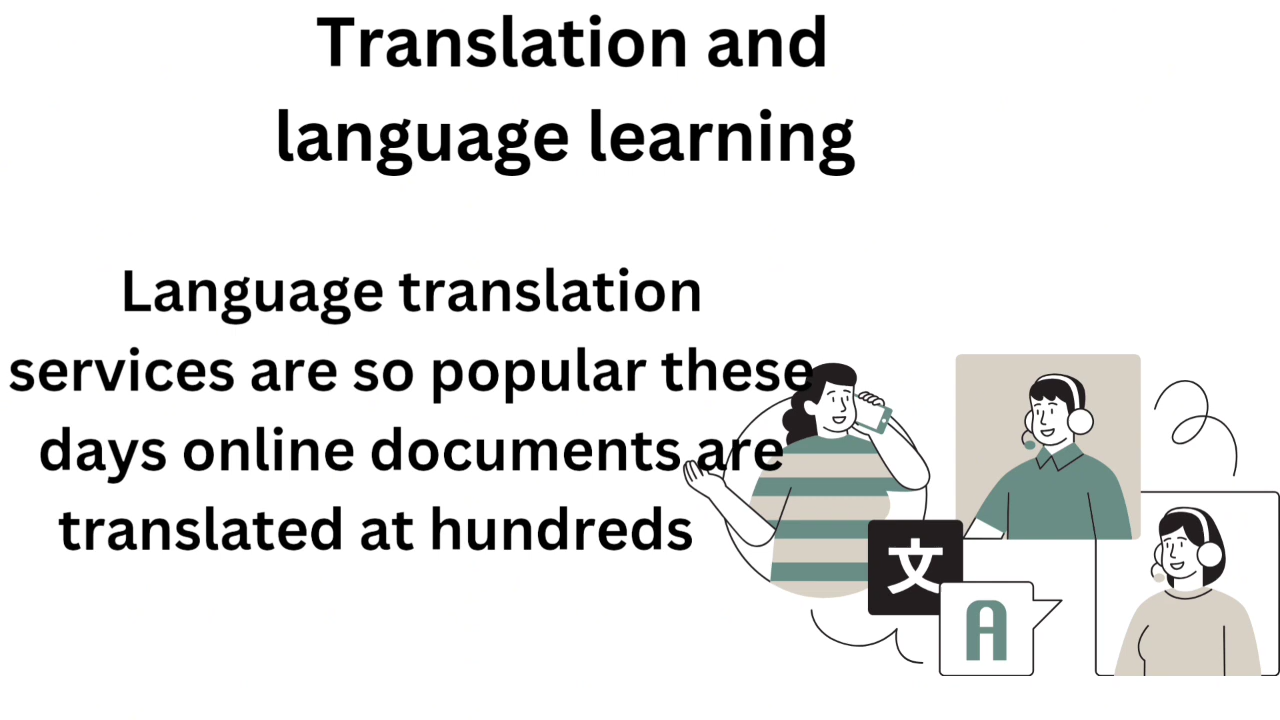 Translation and
language learning
Language translation
services are so popular these
days online documents are
translated at hundreds
文
A